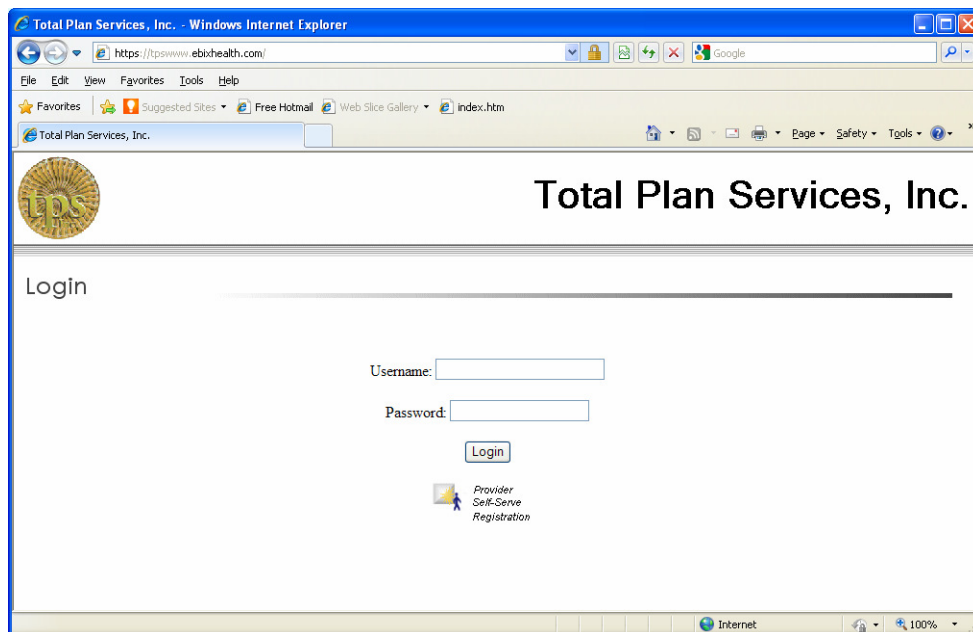 Total Plan Services, Inc. - Windows Internet Explorer
https://tpswww.ebixhealth.com/
Google
File Edit View Favorites Tools Help
Favorites Suggested Sites Free Hotmail Web Slice Gallery index.htm
Total Plan Services, Inc.
Page Safety Tools
tps
Total Plan Services, Inc.
Login
Username:
Password:
Login
Provider
Self-Serve
Registration
Internet
100%